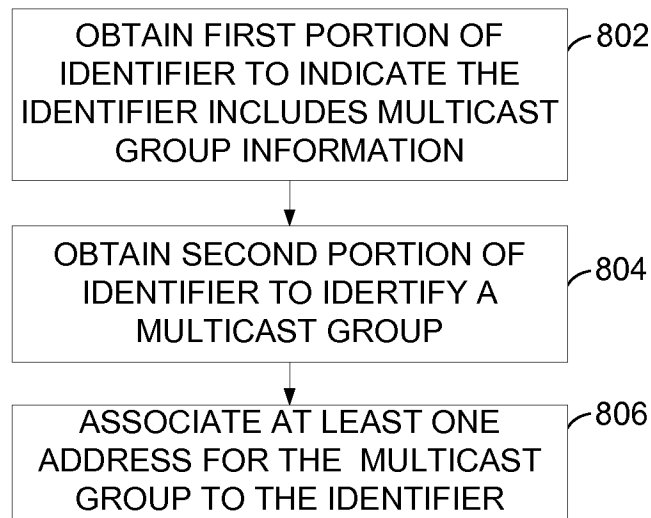 OBTAIN FIRST PORTION OF
IDENTIFIER TO INDICATE THE
IDENTIFIER INCLUDES MULTICAST
GROUP INFORMATION
802
OBTAIN SECOND PORTION OF
IDENTIFIER TO IDERTIFY A
MULTICAST GROUP
804
ASSOCIATE AT LEAST ONE
ADDRESS FOR THE MULTICAST
GROUP TO THE IDENTIFIER
806